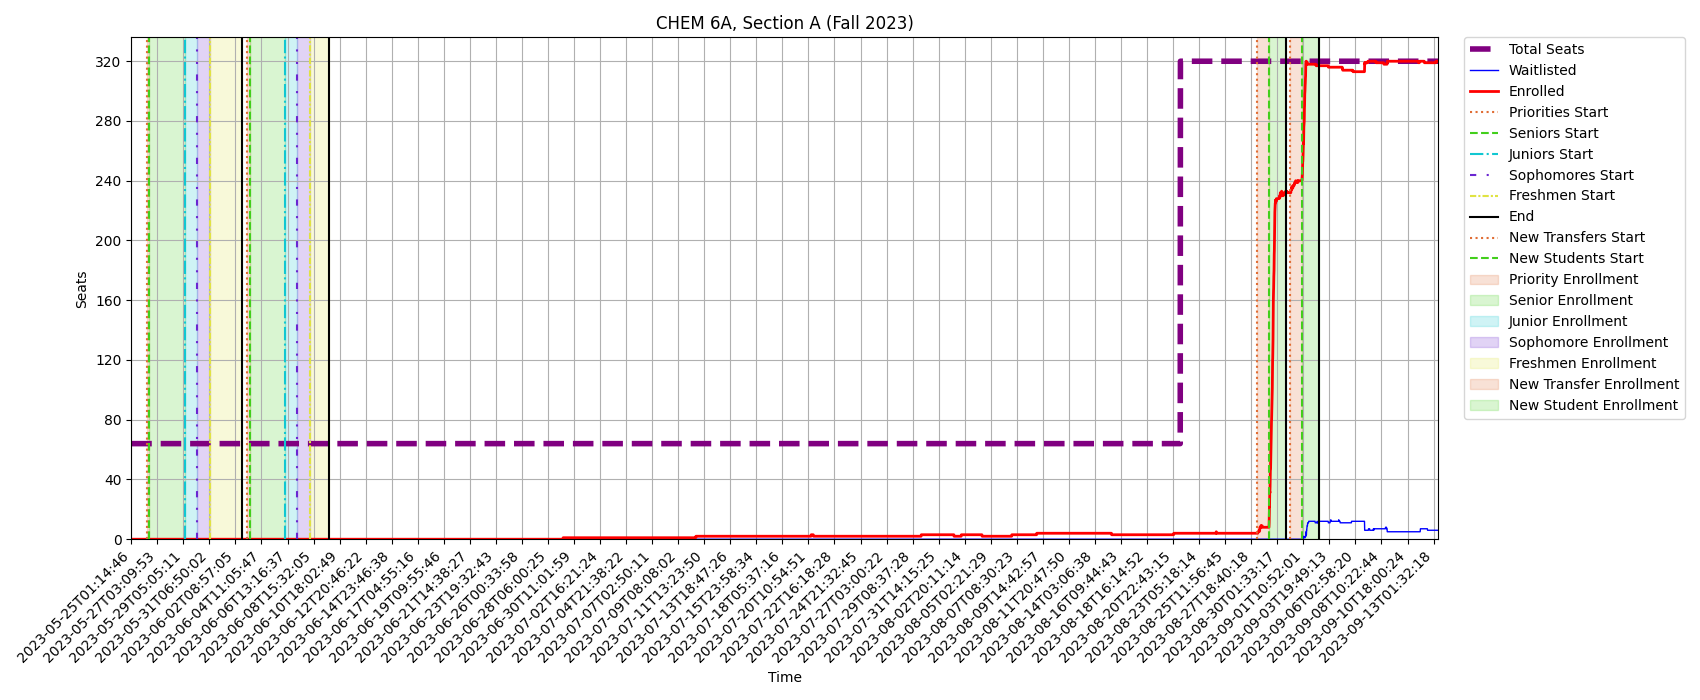 CHEM 6A, Section A (Fall 2023)
Seats
320
280
240
200
160
120
80
40
0
2023-05-25T01:14:46
2023-05-27T03:09:53
2023-05-29T05:05:11
2023-05-31T06:50:02
2023-06-02T08:57:05
2023-06-04T11:05:47
2023-06-06T13:16:37
2023-06-08T15:32:05
2023-06-10T18:02:49
2023-06-12T20:46:22
2023-06-14T23:46:38
2023-06-17T04:55:16
2023-06-19T09:55:46
2023-06-21T14:38:27
2023-06-23T19:32:43
2023-06-26T00:33:58
2023-06-28T06:00:25
2023-06-30T11:01:59
2023-07-02T16:21:24
2023-07-04T21:38:22
2023-07-07T02:50:11
2023-07-09T08:08:02
2023-07-11T13:23:50
2023-07-13T18:47:26
2023-07-15T23:58:34
2023-07-18T05:37:16
2023-07-20T10:54:51
2023-07-22T16:18:28
2023-07-24T21:32:45
2023-07-27T03:00:22
2023-07-29T08:37:28
2023-07-31T14:15:25
2023-08-02T20:11:14
2023-08-05T02:21:29
2023-08-07T08:30:23
2023-08-09T14:42:57
2023-08-11T20:47:50
2023-08-14T03:06:38
2023-08-16T09:44:43
2023-08-18T16:14:52
2023-08-20T22:43:15
2023-08-23T05:18:14
2023-08-25T11:56:45
2023-08-27T18:40:18
2023-08-30T01:33:17
2023-09-01T10:52:01
2023-09-03T19:49:13
2023-09-06T02:58:20
2023-09-08T10:22:44
2023-09-10T18:00:24
2023-09-13T01:32:18
Time
Total Seats
Waitlisted
Enrolled
Priorities Start
Seniors Start
Juniors Start
Sophomores Start
Freshmen Start
End
New Transfers Start
New Students Start
Priority Enrollment
Senior Enrollment
Junior Enrollment
Sophomore Enrollment
Freshmen Enrollment
New Transfer Enrollment
New Student Enrollment